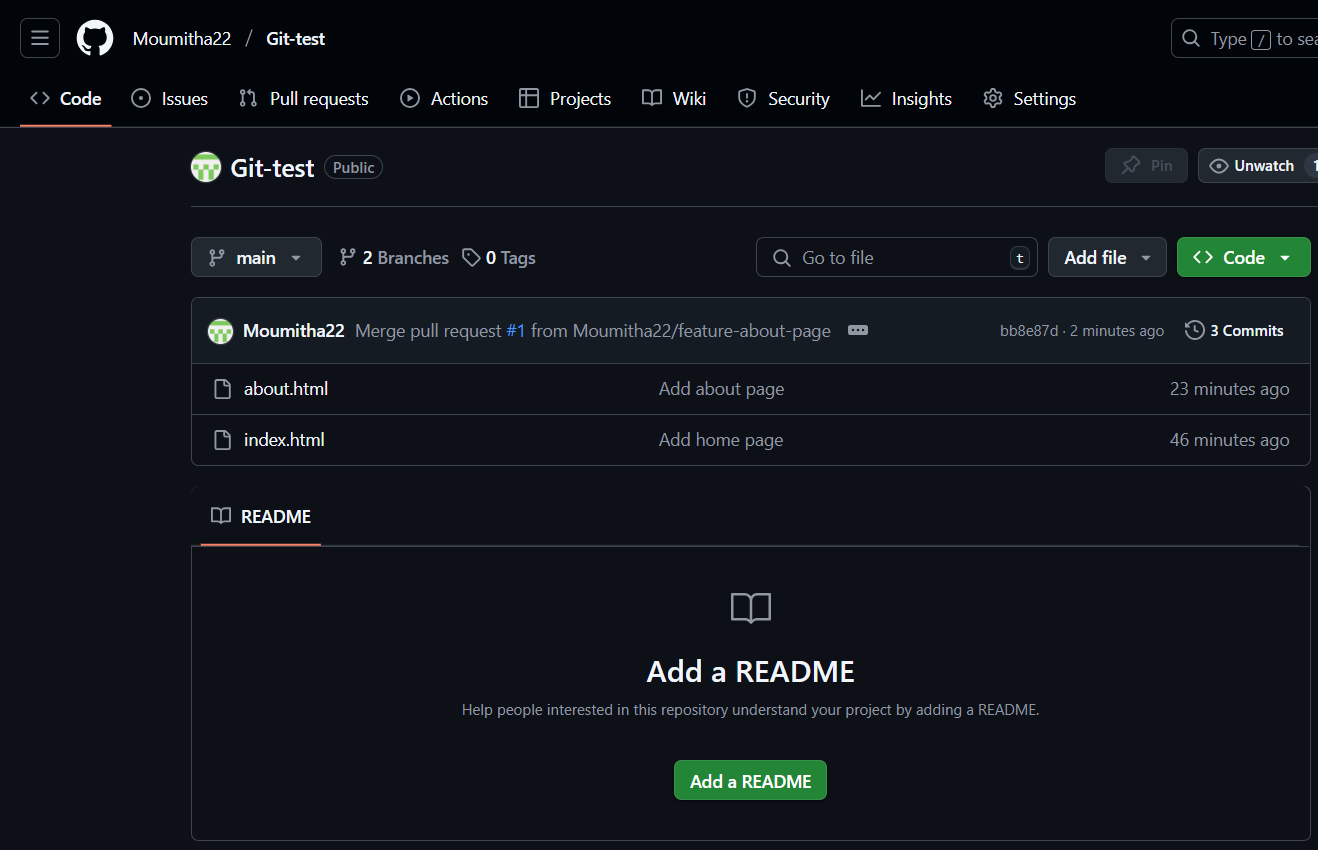 Moumitha22 / Git-test
Type / to sea
Code Issues Pull requests Actions Projects Wiki Security Insights Settings
Git-test Public Pin Unwatch 1
main 2 Branches 0 Tags Go to file t Add file Code
Moumitha22 Merge pull request #1 from Moumitha22/feature-about-page bb8e87d · 2 minutes ago 3 Commits
about.html Add about page 23 minutes ago
index.html Add home page 46 minutes ago
README
Add a README
Help people interested in this repository understand your project by adding a README.
Add a README